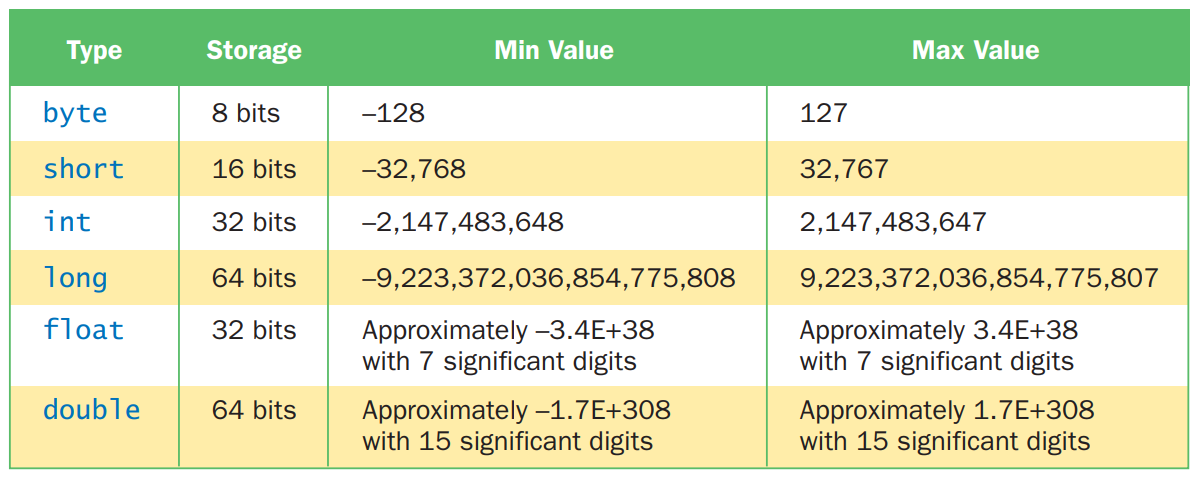 Type Storage Min Value Max Value
byte 8 bits –128 127
short 16 bits –32,768 32,767
int 32 bits –2,147,483,648 2,147,483,647
long 64 bits –9,223,372,036,854,775,808 9,223,372,036,854,775,807
float 32 bits Approximately –3.4E+38 Approximately 3.4E+38
with 7 significant digits with 7 significant digits
double 64 bits Approximately –1.7E+308 Approximately 1.7E+308
with 15 significant digits with 15 significant digits